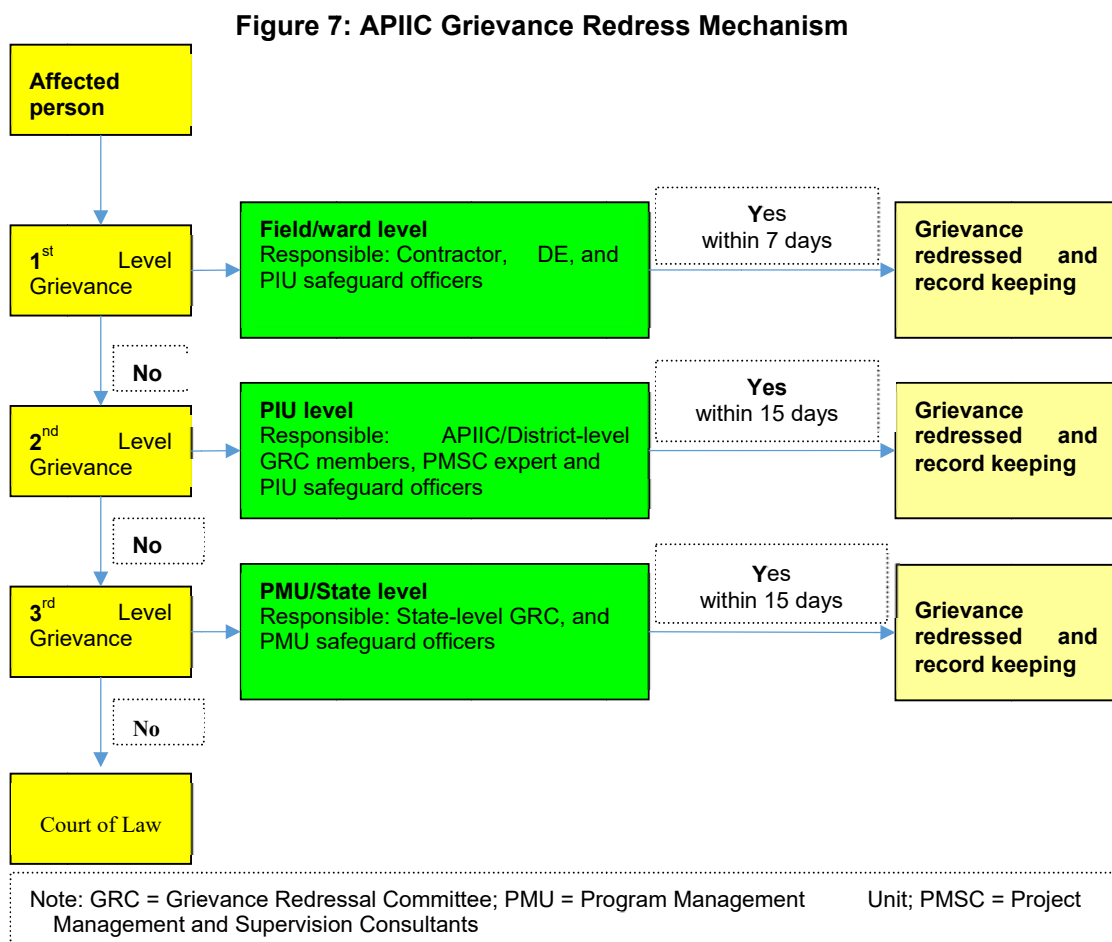 Figure 7: APIIC Grievance Redress Mechanism
Affected
person
1st Level
Grievance
Field/ward level
Responsible: Contractor, DE, and
PIU safeguard officers
Yes
within 7 days
Grievance
redressed and
record keeping
No
2nd Level
Grievance
PIU level
Responsible: APIIC/District-level
GRC members, PMSC expert and
PIU safeguard officers
Yes
within 15 days
Grievance
redressed and
record keeping
No
3rd Level
Grievance
PMU/State level
Responsible: State-level GRC, and
PMU safeguard officers
Yes
within 15 days
Grievance
redressed and
record keeping
No
Court of Law
Note: GRC = Grievance Redressal Committee; PMU = Program Management Unit; PMSC = Project
Management and Supervision Consultants